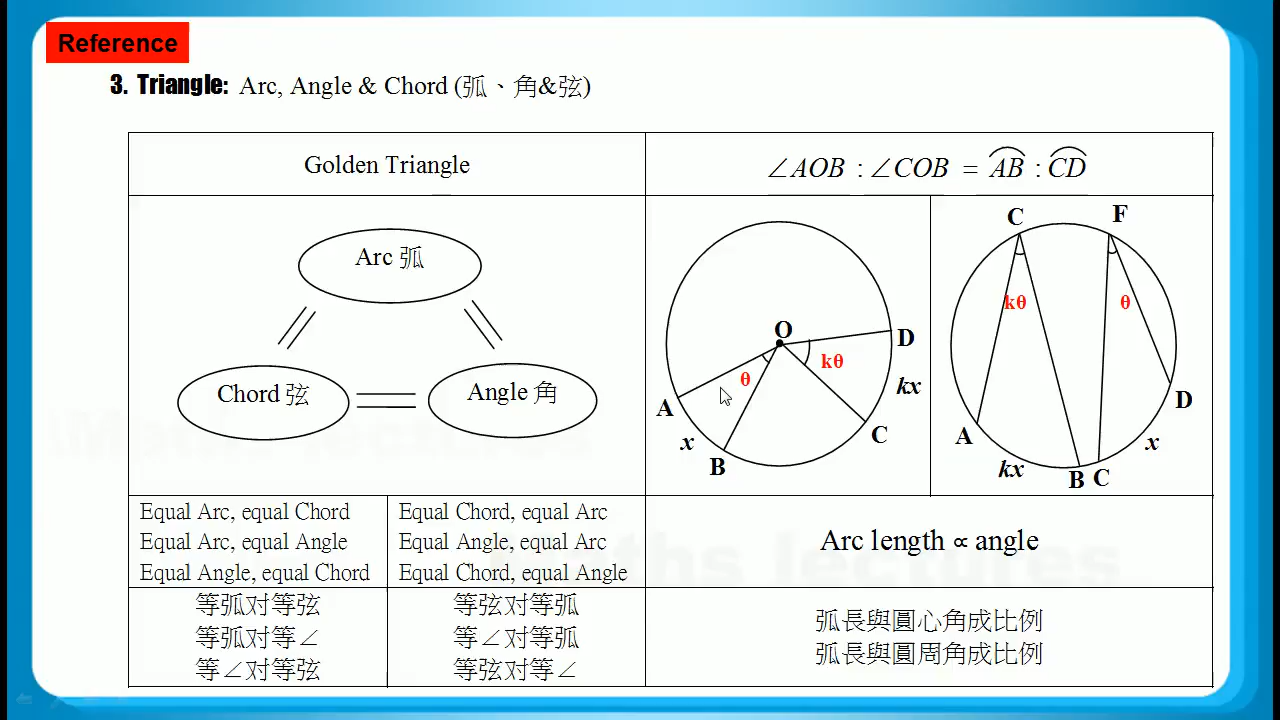 Reference
3. Triangle: Arc, Angle & Chord (弧、角&弦)
Golden Triangle
∠AOB : ∠COB = AB : CD
Arc 弧
Chord 弦
Angle 角
O
D
kθ
θ
kx
A
C
x
B
C
F
kθ
θ
D
A
x
kx
B C
Equal Arc, equal Chord
Equal Arc, equal Angle
Equal Angle, equal Chord
Equal Chord, equal Arc
Equal Angle, equal Arc
Equal Chord, equal Angle
Arc length ∝ angle
等弧对等弦
等弧对等∠
等∠对等弦
等弦对等弧
等∠对等弧
等弦对等∠
弧長與圓心角成比例
弧長與圓周角成比例